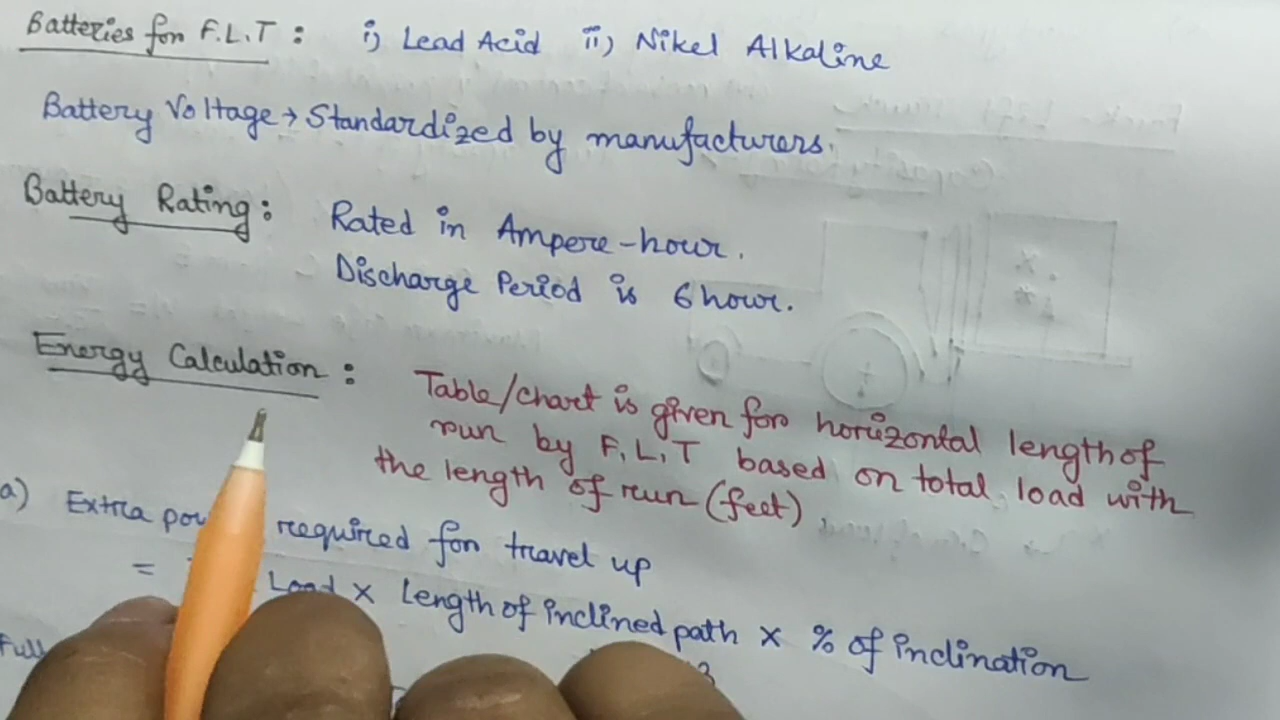 Batteries for F.L.T : i) Lead Acid ii) Nikel Alkaline
Battery Voltage → Standardized by manufacturers.
Battery Rating : Rated in Ampere-hour.
Discharge Period is 6 hour.
Energy Calculation : Table/chart is given for horizontal length of
run by F.L.T based on total load with
the length of run (feet),
a) Extra required for travel up
= Load × Length of inclined path × % of inclination
Full